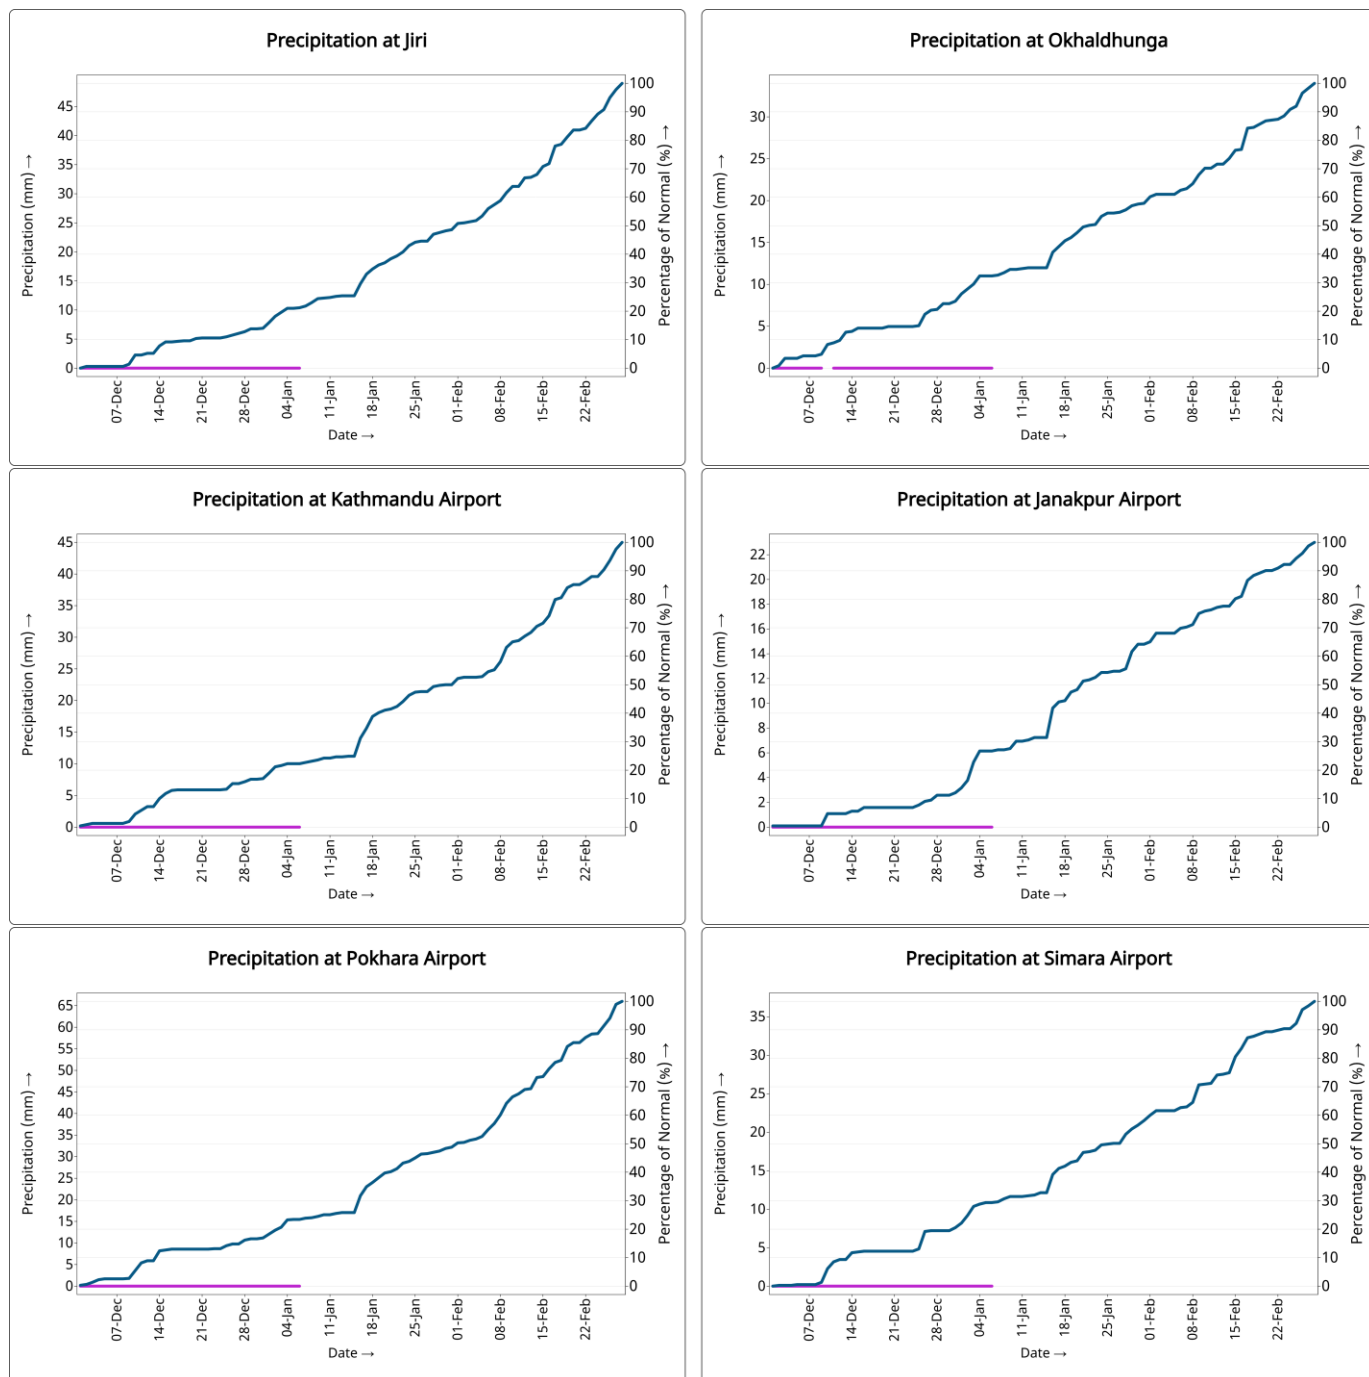 Precipitation at Jiri
Precipitation (mm) →
45
40
35
30
25
20
15
10
5
0
100
90
80
70
60
50
40
30
20
10
0
Percentage of Normal (%) →
07-Dec
14-Dec
21-Dec
28-Dec
04-Jan
11-Jan
18-Jan
25-Jan
01-Feb
08-Feb
15-Feb
22-Feb
Date →
Precipitation at Okhaldhunga
Precipitation (mm) →
30
25
20
15
10
5
0
100
90
80
70
60
50
40
30
20
10
0
Percentage of Normal (%) →
07-Dec
14-Dec
21-Dec
28-Dec
04-Jan
11-Jan
18-Jan
25-Jan
01-Feb
08-Feb
15-Feb
22-Feb
Date →
Precipitation at Kathmandu Airport
Precipitation (mm) →
45
40
35
30
25
20
15
10
5
0
100
90
80
70
60
50
40
30
20
10
0
Percentage of Normal (%) →
07-Dec
14-Dec
21-Dec
28-Dec
04-Jan
11-Jan
18-Jan
25-Jan
01-Feb
08-Feb
15-Feb
22-Feb
Date →
Precipitation at Janakpur Airport
Precipitation (mm) →
22
20
18
16
14
12
10
8
6
4
2
0
100
90
80
70
60
50
40
30
20
10
0
Percentage of Normal (%) →
07-Dec
14-Dec
21-Dec
28-Dec
04-Jan
11-Jan
18-Jan
25-Jan
01-Feb
08-Feb
15-Feb
22-Feb
Date →
Precipitation at Pokhara Airport
Precipitation (mm) →
65
60
55
50
45
40
35
30
25
20
15
10
5
0
100
90
80
70
60
50
40
30
20
10
0
Percentage of Normal (%) →
07-Dec
14-Dec
21-Dec
28-Dec
04-Jan
11-Jan
18-Jan
25-Jan
01-Feb
08-Feb
15-Feb
22-Feb
Date →
Precipitation at Simara Airport
Precipitation (mm) →
35
30
25
20
15
10
5
0
100
90
80
70
60
50
40
30
20
10
0
Percentage of Normal (%) →
07-Dec
14-Dec
21-Dec
28-Dec
04-Jan
11-Jan
18-Jan
25-Jan
01-Feb
08-Feb
15-Feb
22-Feb
Date →